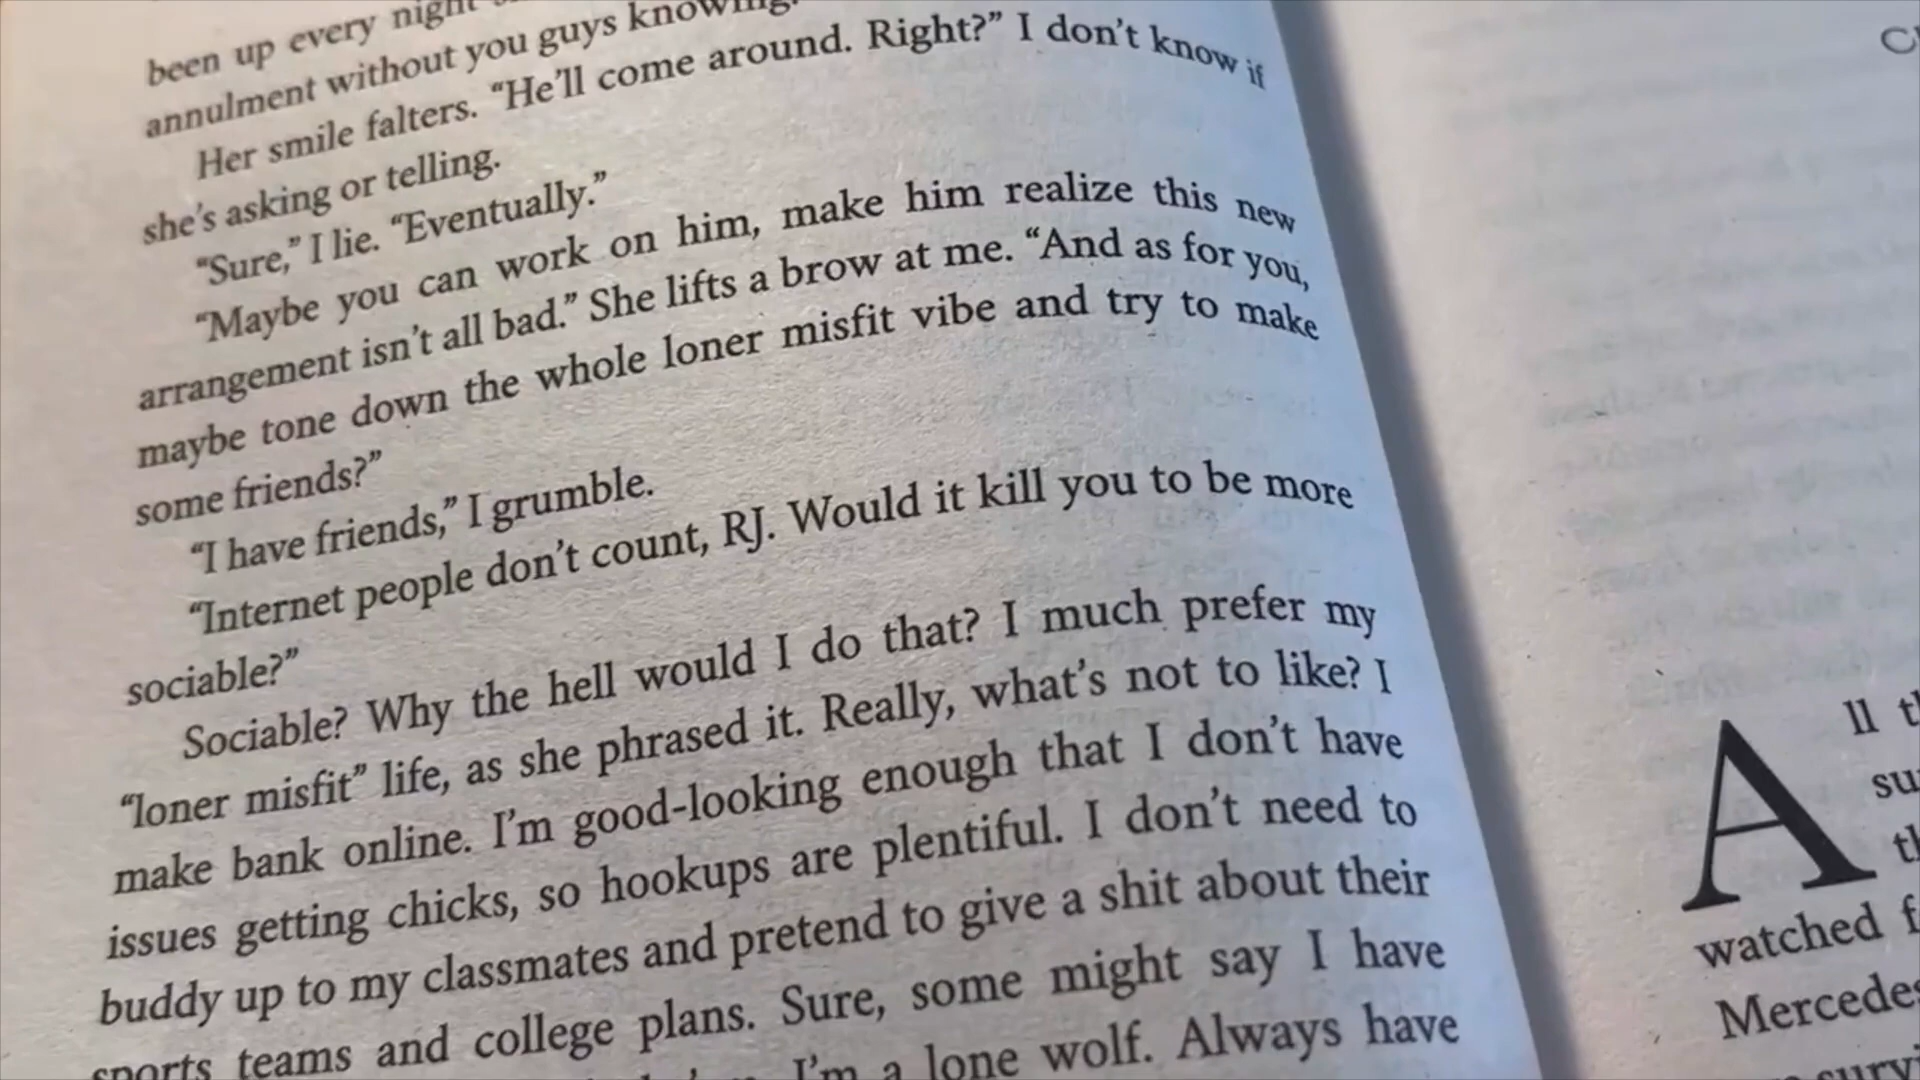 been up every night
annulment without you guys knowing.
Her smile falters. “He’ll come around. Right?” I don’t know if
she’s asking or telling.
“Sure,” I lie. “Eventually.”
“Maybe you can work on him, make him realize this new
arrangement isn’t all bad.” She lifts a brow at me. “And as for you,
maybe tone down the whole loner misfit vibe and try to make
some friends?”
“I have friends,” I grumble.
“Internet people don’t count, RJ. Would it kill you to be more
sociable?”
Sociable? Why the hell would I do that? I much prefer my
“loner misfit” life, as she phrased it. Really, what’s not to like? I
make bank online. I’m good-looking enough that I don’t have
issues getting chicks, so hookups are plentiful. I don’t need to
buddy up to my classmates and pretend to give a shit about their
sports teams and college plans. Sure, some might say I have
I’m a lone wolf. Always have
All
watched
Mercedes